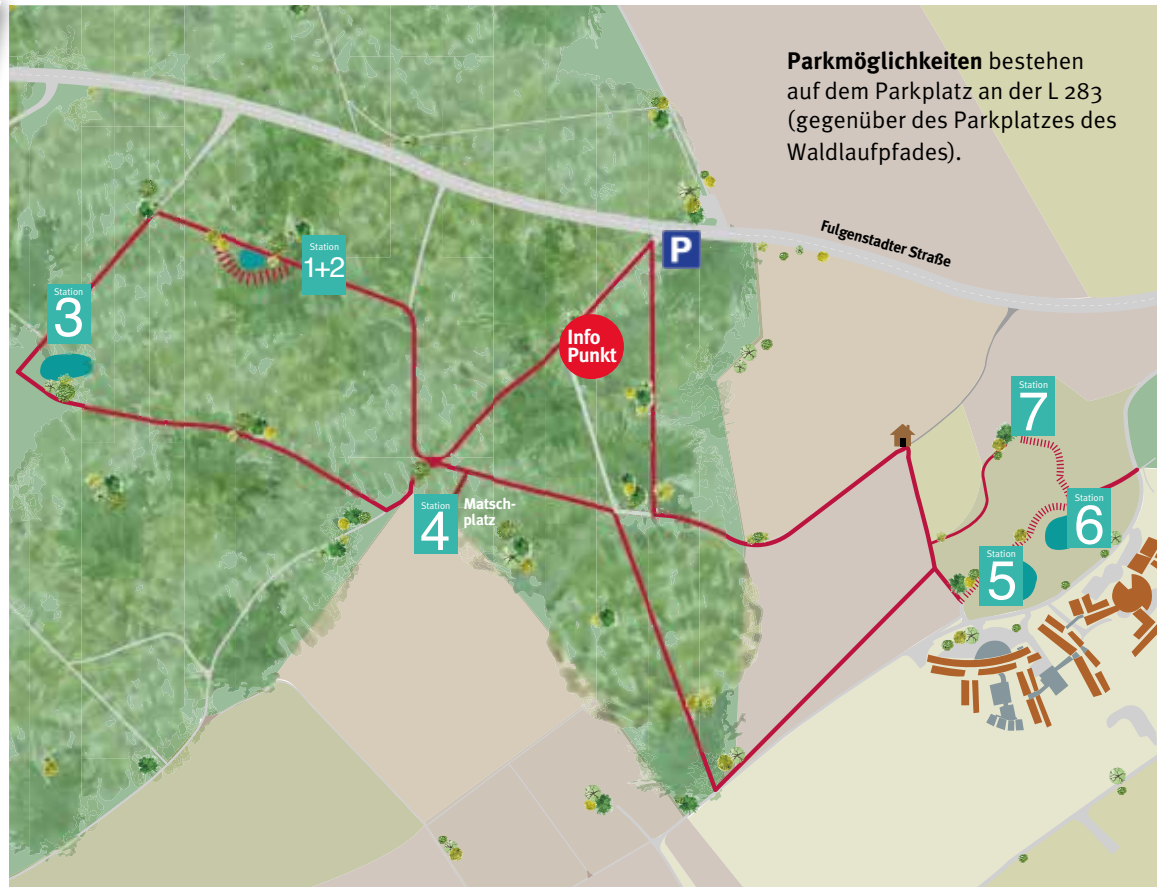 Parkmöglichkeiten bestehen
auf dem Parkplatz an der L 283
(gegenüber des Parkplatzes des
Waldlaufpfades).
Fulgenstadter Straße
P
Station
1+2
Station
3
Info
Punkt
Station
7
Station
4
Matsch-
platz
Station
6
Station
5